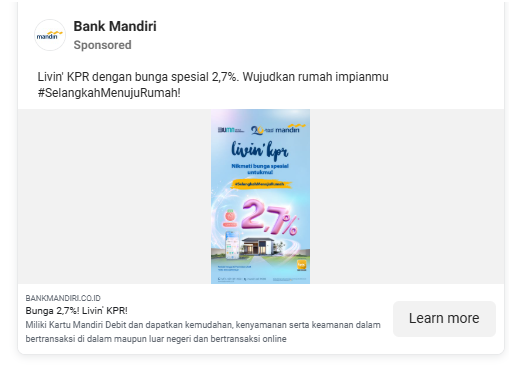 mandiri
Bank Mandiri
Sponsored
Livin' KPR dengan bunga spesial 2,7%. Wujudkan rumah impianmu
#SelangkahMenujuRumah!
BUMN
mandiri
livin' kpr
Nikmati bunga spesial
untukmu!
#SelangkahMenujuRumah
2,7%
BANKMANDIRI.CO.ID
Bunga 2,7%! Livin' KPR!
Miliki Kartu Mandiri Debit dan dapatkan kemudahan, kenyamanan serta keamanan dalam
bertransaksi di dalam maupun luar negeri dan bertransaksi online
Learn more